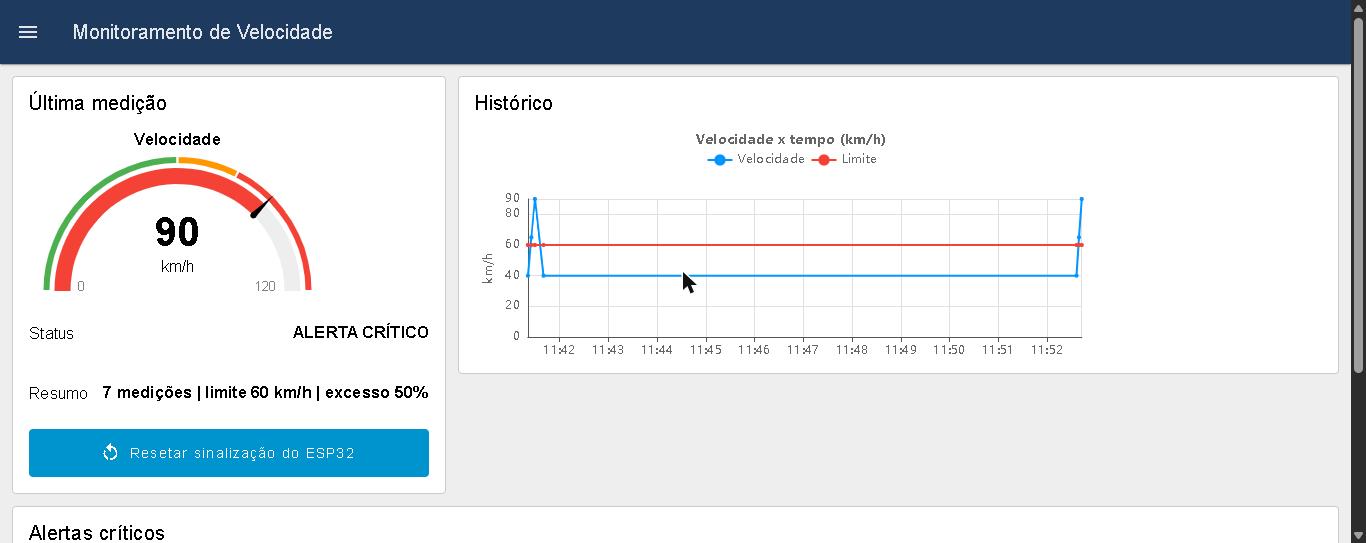 Monitoramento de Velocidade
Última medição
Velocidade
90
km/h
0
120
Status
ALERTA CRÍTICO
Resumo
7 medições | limite 60 km/h | excesso 50%
Resetar sinalização do ESP32
Histórico
Velocidade x tempo (km/h)
Velocidade
Limite
km/h
90
80
60
40
20
0
11:42 11:43 11:44 11:45 11:46 11:47 11:48 11:49 11:50 11:51 11:52
Alertas críticos